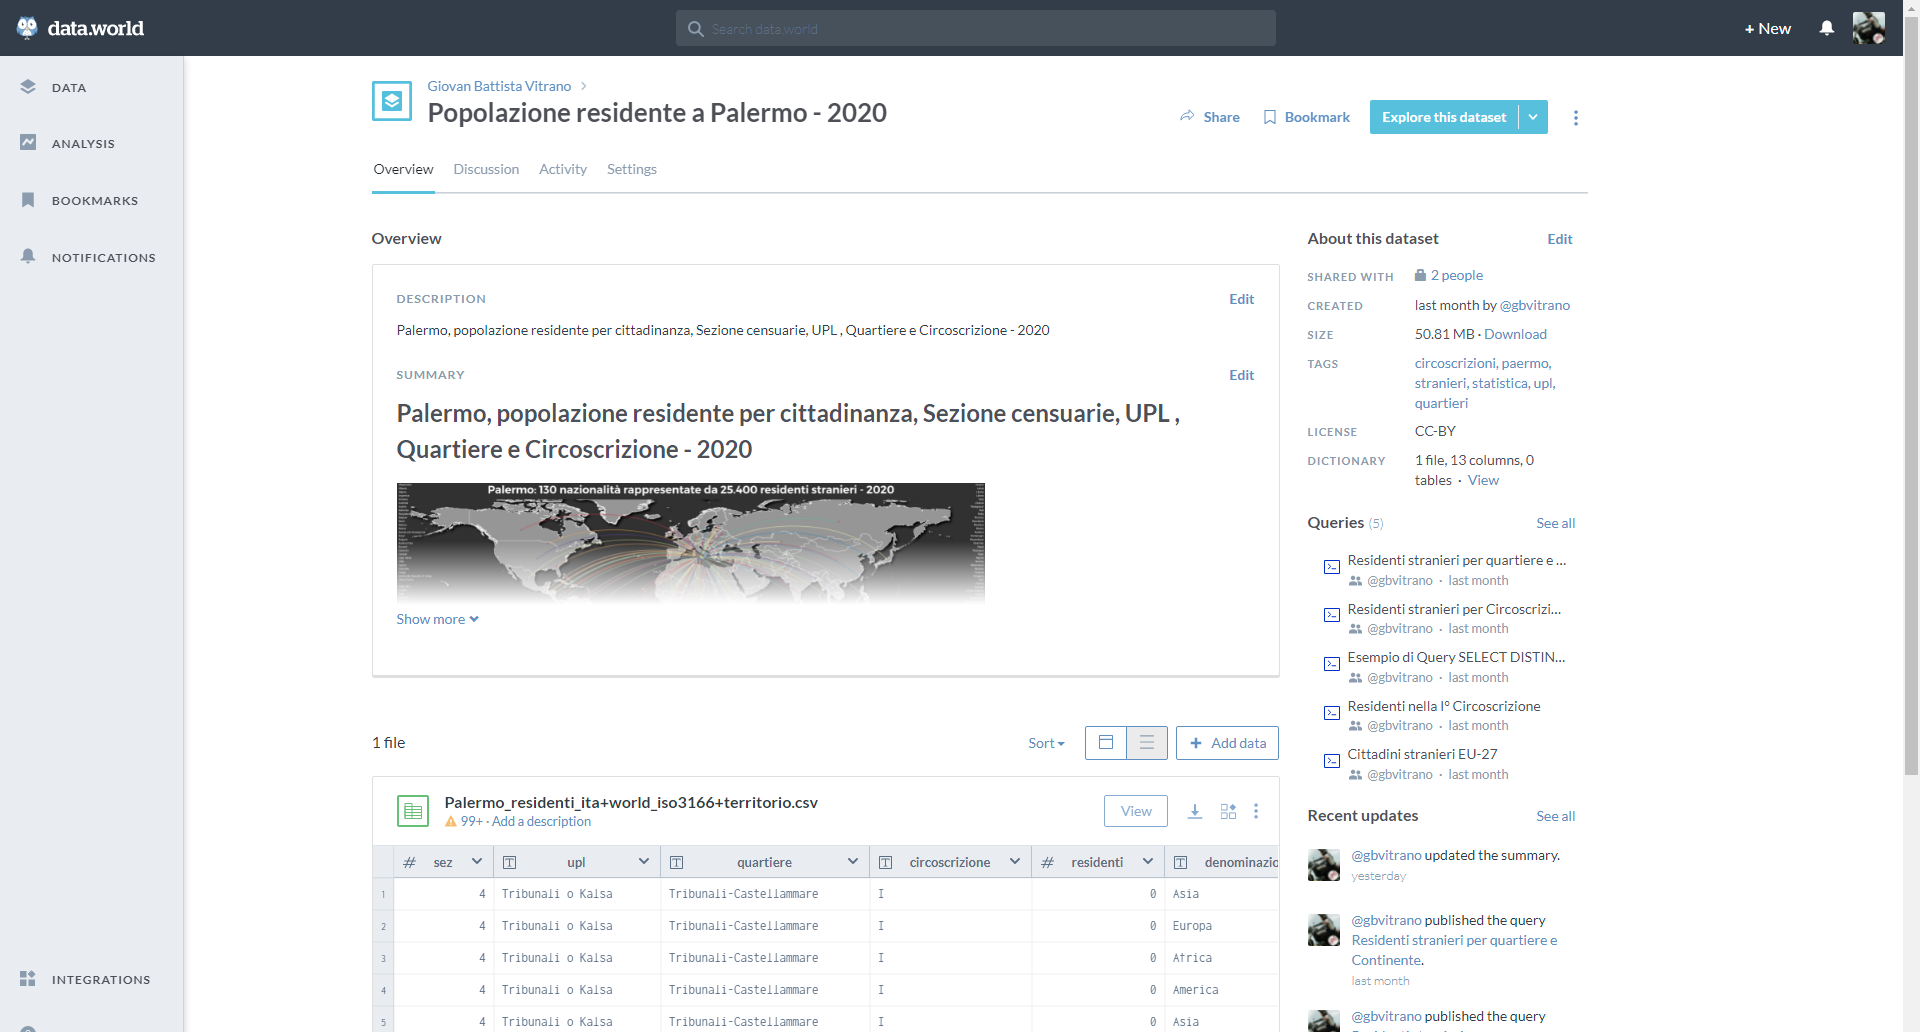 data.world
Search data.world
+ New
DATA
ANALYSIS
BOOKMARKS
NOTIFICATIONS
INTEGRATIONS
Giovan Battista Vitrano
Popolazione residente a Palermo - 2020
Share
Bookmark
Explore this dataset
Overview Discussion Activity Settings
Overview
DESCRIPTION Edit
Palermo, popolazione residente per cittadinanza, Sezione censuarie, UPL , Quartiere e Circoscrizione - 2020
SUMMARY Edit
Palermo, popolazione residente per cittadinanza, Sezione censuarie, UPL ,
Quartiere e Circoscrizione - 2020
Palermo: 130 nazionalità rappresentate da 25.400 residenti stranieri - 2020
Show more
1 file
Sort
+ Add data
Palermo_residenti_ita+world_iso3166+territorio.csv
99+ · Add a description
View
# sez T upl T quartiere T circoscrizione # residenti T denominazio
1 4 Tribunali o Kalsa Tribunali-Castellammare I 0 Asia
2 4 Tribunali o Kalsa Tribunali-Castellammare I 0 Europa
3 4 Tribunali o Kalsa Tribunali-Castellammare I 0 Africa
4 4 Tribunali o Kalsa Tribunali-Castellammare I 0 America
5 4 Tribunali o Kalsa Tribunali-Castellammare I 0 Asia
About this dataset Edit
SHARED WITH 2 people
CREATED last month by @gbvitrano
SIZE 50.81 MB · Download
TAGS circoscrizioni, paermo,
stranieri, statistica, upl,
quartieri
LICENSE CC-BY
DICTIONARY 1 file, 13 columns, 0
tables · View
Queries (5) See all
Residenti stranieri per quartiere e ...
@gbvitrano · last month
Residenti stranieri per Circoscrizi...
@gbvitrano · last month
Esempio di Query SELECT DISTIN...
@gbvitrano · last month
Residenti nella I° Circoscrizione
@gbvitrano · last month
Cittadini stranieri EU-27
@gbvitrano · last month
Recent updates See all
@gbvitrano updated the summary.
yesterday
@gbvitrano published the query
Residenti stranieri per quartiere e
Continente.
last month
@gbvitrano published the query